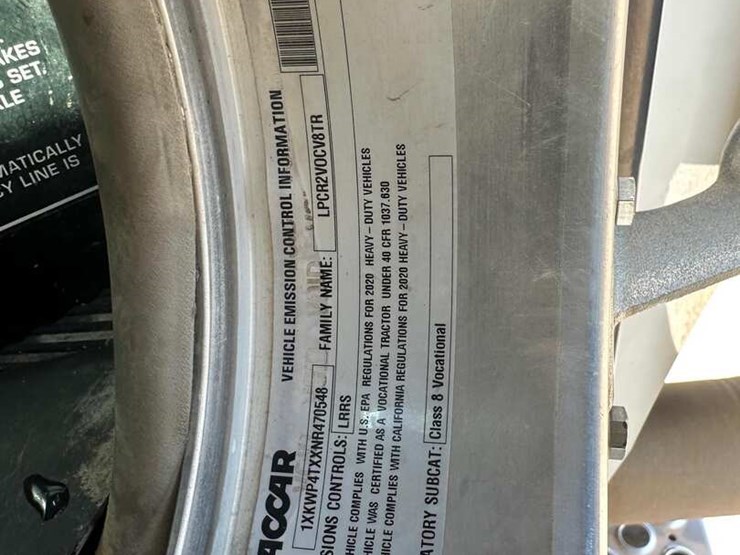 AKES
SET.
MATICALLY
LINE IS
VEHICLE EMISSION CONTROL INFORMATION
1XKWP4TXXNR470548 FAMILY NAME: LPCR2VOCV8TR
SIONS CONTROLS: LRRS
HICLE COMPLIES WITH U.S. EPA REGULATIONS FOR 2020 HEAVY-DUTY VEHICLES
HICLE WAS CERTIFIED AS A VOCATIONAL TRACTOR UNDER 40 CFR 1037.630
HICLE COMPLIES WITH CALIFORNIA REGULATIONS FOR 2020 HEAVY-DUTY VEHICLES
ATORY SUBCAT: Class 8 Vocational
ACCAR